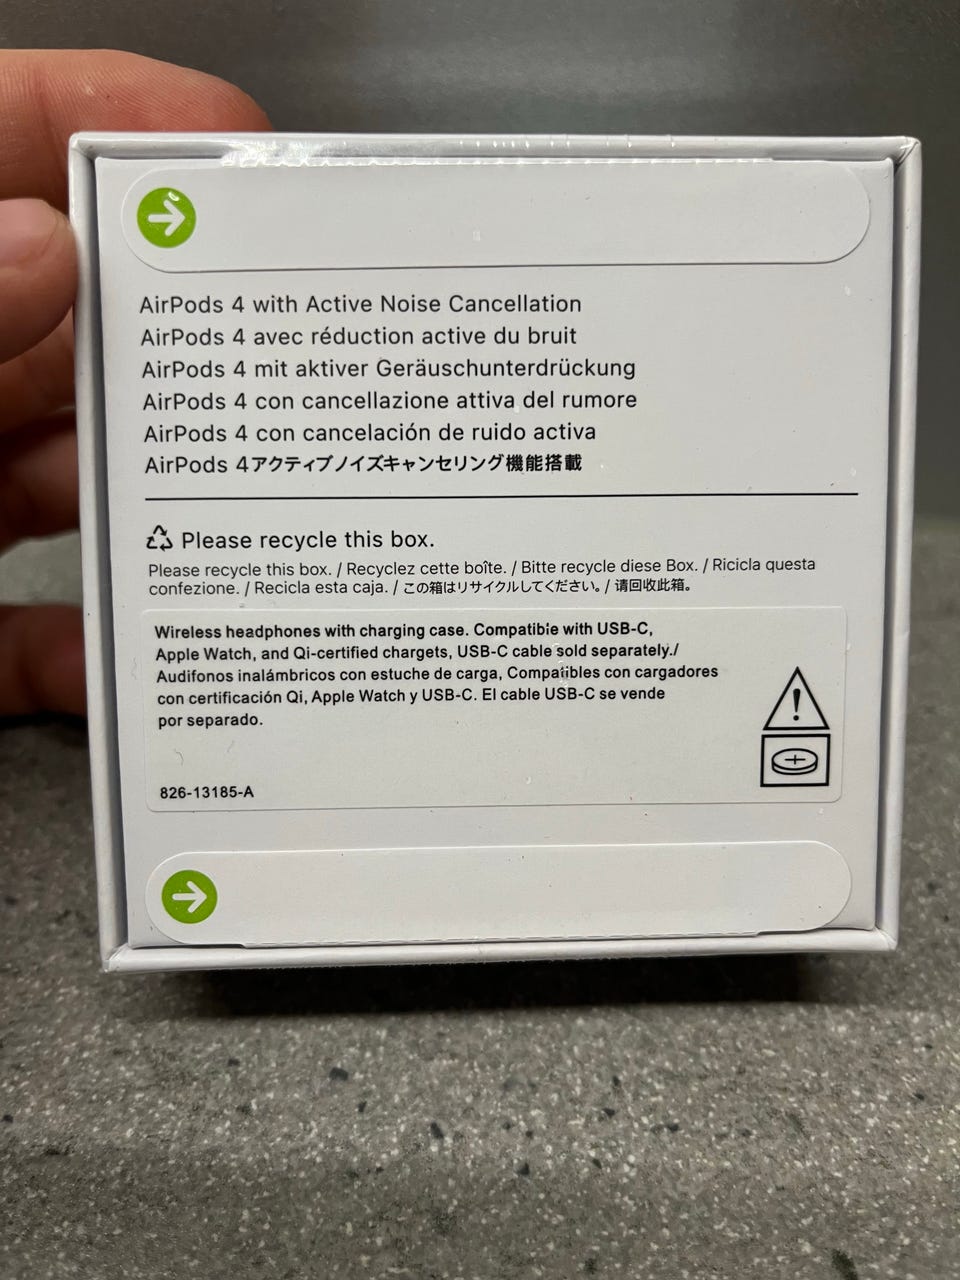 AirPods 4 with Active Noise Cancellation
AirPods 4 avec réduction active du bruit
AirPods 4 mit aktiver Geräuschunterdrückung
AirPods 4 con cancellazione attiva del rumore
AirPods 4 con cancelación de ruido activa
AirPods 4アクティブノイズキャンセリング機能搭載
Please recycle this box.
Please recycle this box. / Recyclez cette boîte. / Bitte recycle diese Box. / Ricicla questa
confezione. / Recicla esta caja. / この箱はリサイクルしてください。/ 请回收此箱。
Wireless headphones with charging case. Compatibie with USB-C,
Apple Watch, and Qi-certified chargets, USB-C cable sold separately./
Audifonos inalámbricos con estuche de carga, Compatibles con cargadores
con certificación Qi, Apple Watch y USB-C. El cable USB-C se vende
por separado.
826-13185-A